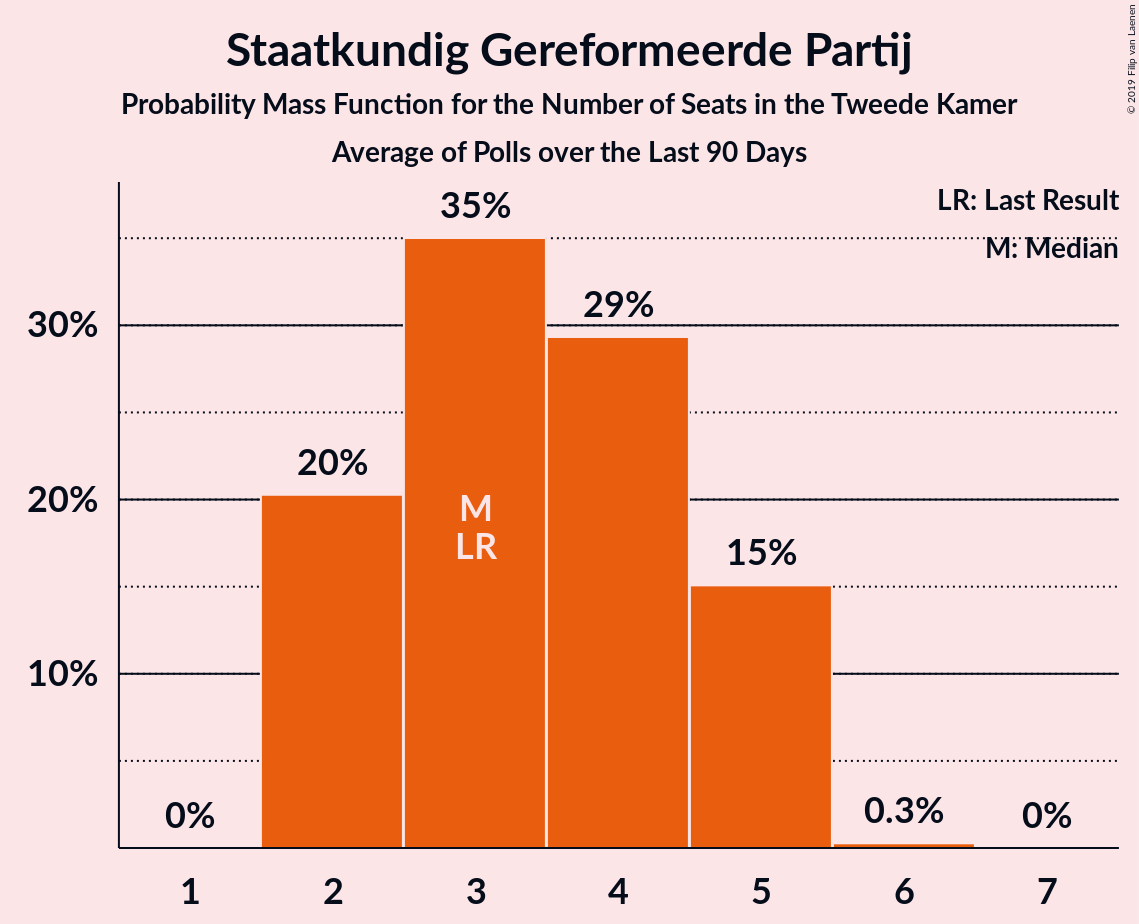 Staatkundig Gereformeerde Partij
Probability Mass Function for the Number of Seats in the Tweede Kamer
Average of Polls over the Last 90 Days
© 2019 Filip van Laenen
LR: Last Result
M: Median
35%
29%
30%
20%
20%
M
LR
15%
10%
0%
0.3%
0%
1 2 3 4 5 6 7